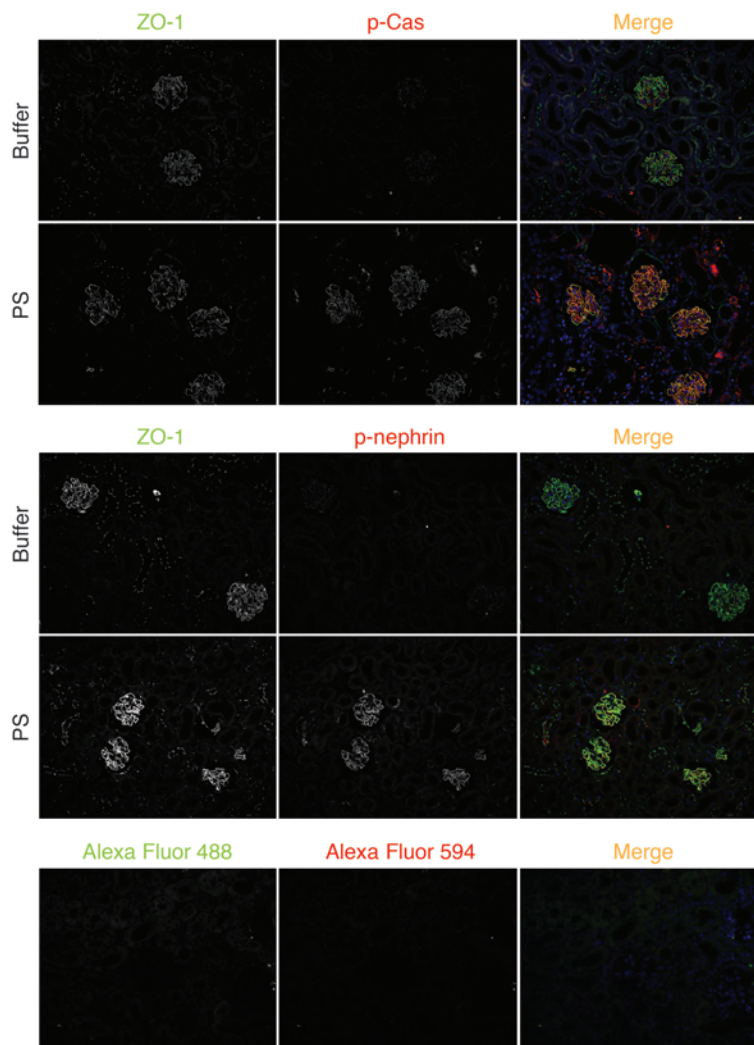 ZO-1 p-Cas Merge
Buffer
PS
ZO-1 p-nephrin Merge
Buffer
PS
Alexa Fluor 488 Alexa Fluor 594 Merge